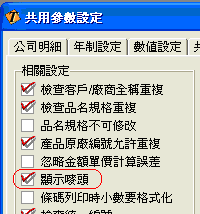 共用參數設定
公司明細 年制設定 數值設定
相關設定
檢查客戶/廠商全稱重複
檢查品名規格重複
品名規格不可修改
產品原廠編號允許重複
忽略金額單價計算誤差
顯示嘜頭
條碼列印時小數要格式化